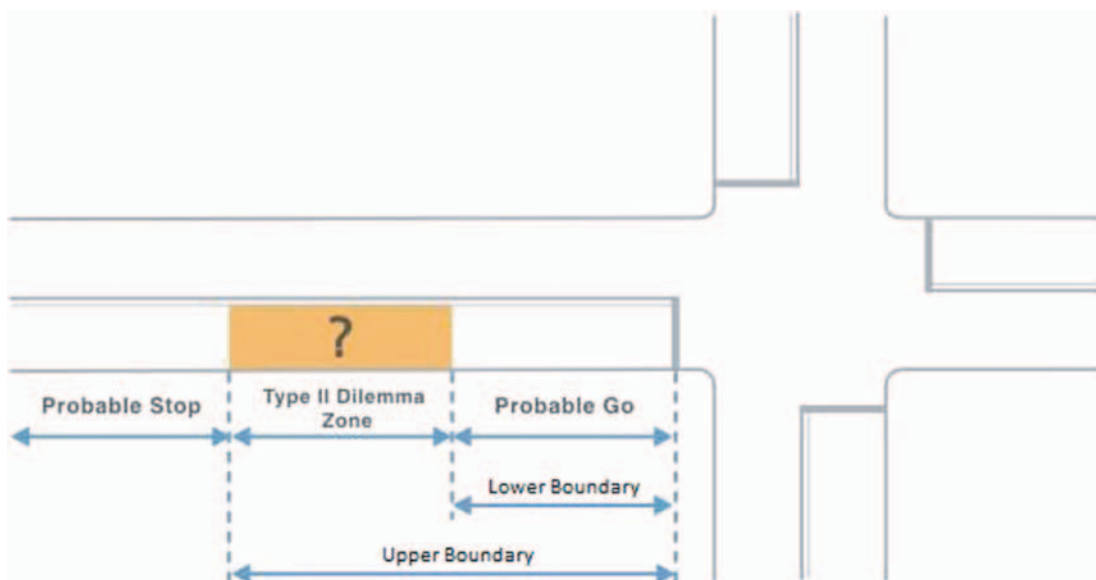 ?
Probable Stop
Type II Dilemma
Zone
Probable Go
Lower Boundary
Upper Boundary